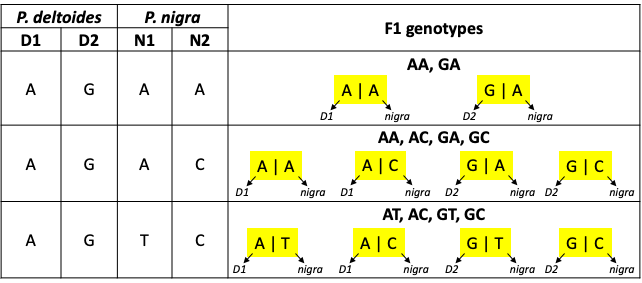 P. deltoides P. nigra F1 genotypes
D1 D2 N1 N2
AA, GA
A G A A A | A G | A
D1 nigra D2 nigra
AA, AC, GA, GC
A G A C A | A A | C G | A G | C
D1 nigra D1 nigra D2 nigra D2 nigra
AT, AC, GT, GC
A G T C A | T A | C G | T G | C
D1 nigra D1 nigra D2 nigra D2 nigra